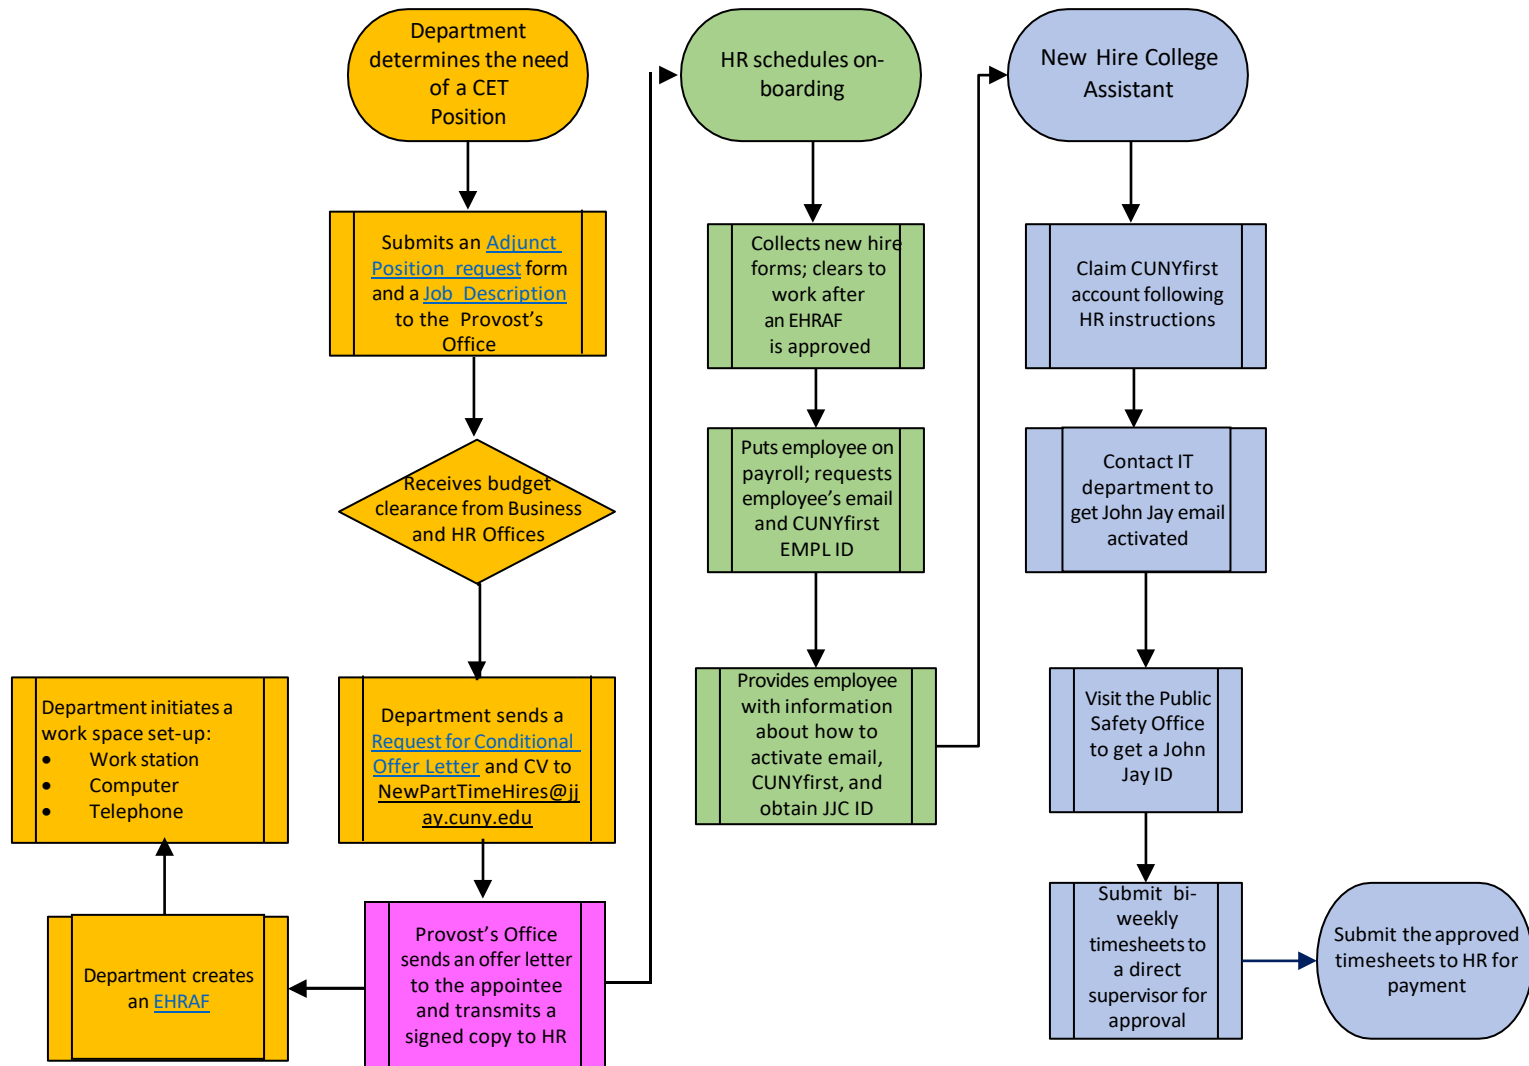 Department
determines the need
of a CET
Position
Submits an Adjunct
Position request form
and a Job Description
to the Provost's
Office
Receives budget
clearance from Business
and HR Offices
Department sends a
Request for Conditional
Offer Letter and CV to
NewPartTimeHires@jj
ay.cuny.edu
Provost's Office
sends an offer letter
to the appointee
and transmits a
signed copy to HR
Department creates
an EHRAF
Department initiates a
work space set-up:
• Work station
• Computer
• Telephone
HR schedules on-
boarding
Collects new hire
forms; clears to
work after
an EHRAF
is approved
Puts employee on
payroll; requests
employee's email
and CUNYfirst
EMPL ID
Provides employee
with information
about how to
activate email,
CUNYfirst, and
obtain JJC ID
New Hire College
Assistant
Claim CUNYfirst
account following
HR instructions
Contact IT
department to
get John Jay email
activated
Visit the Public
Safety Office
to get a John
Jay ID
Submit bi-
weekly
timesheets to
a direct
supervisor for
approval
Submit the approved
timesheets to HR for
payment